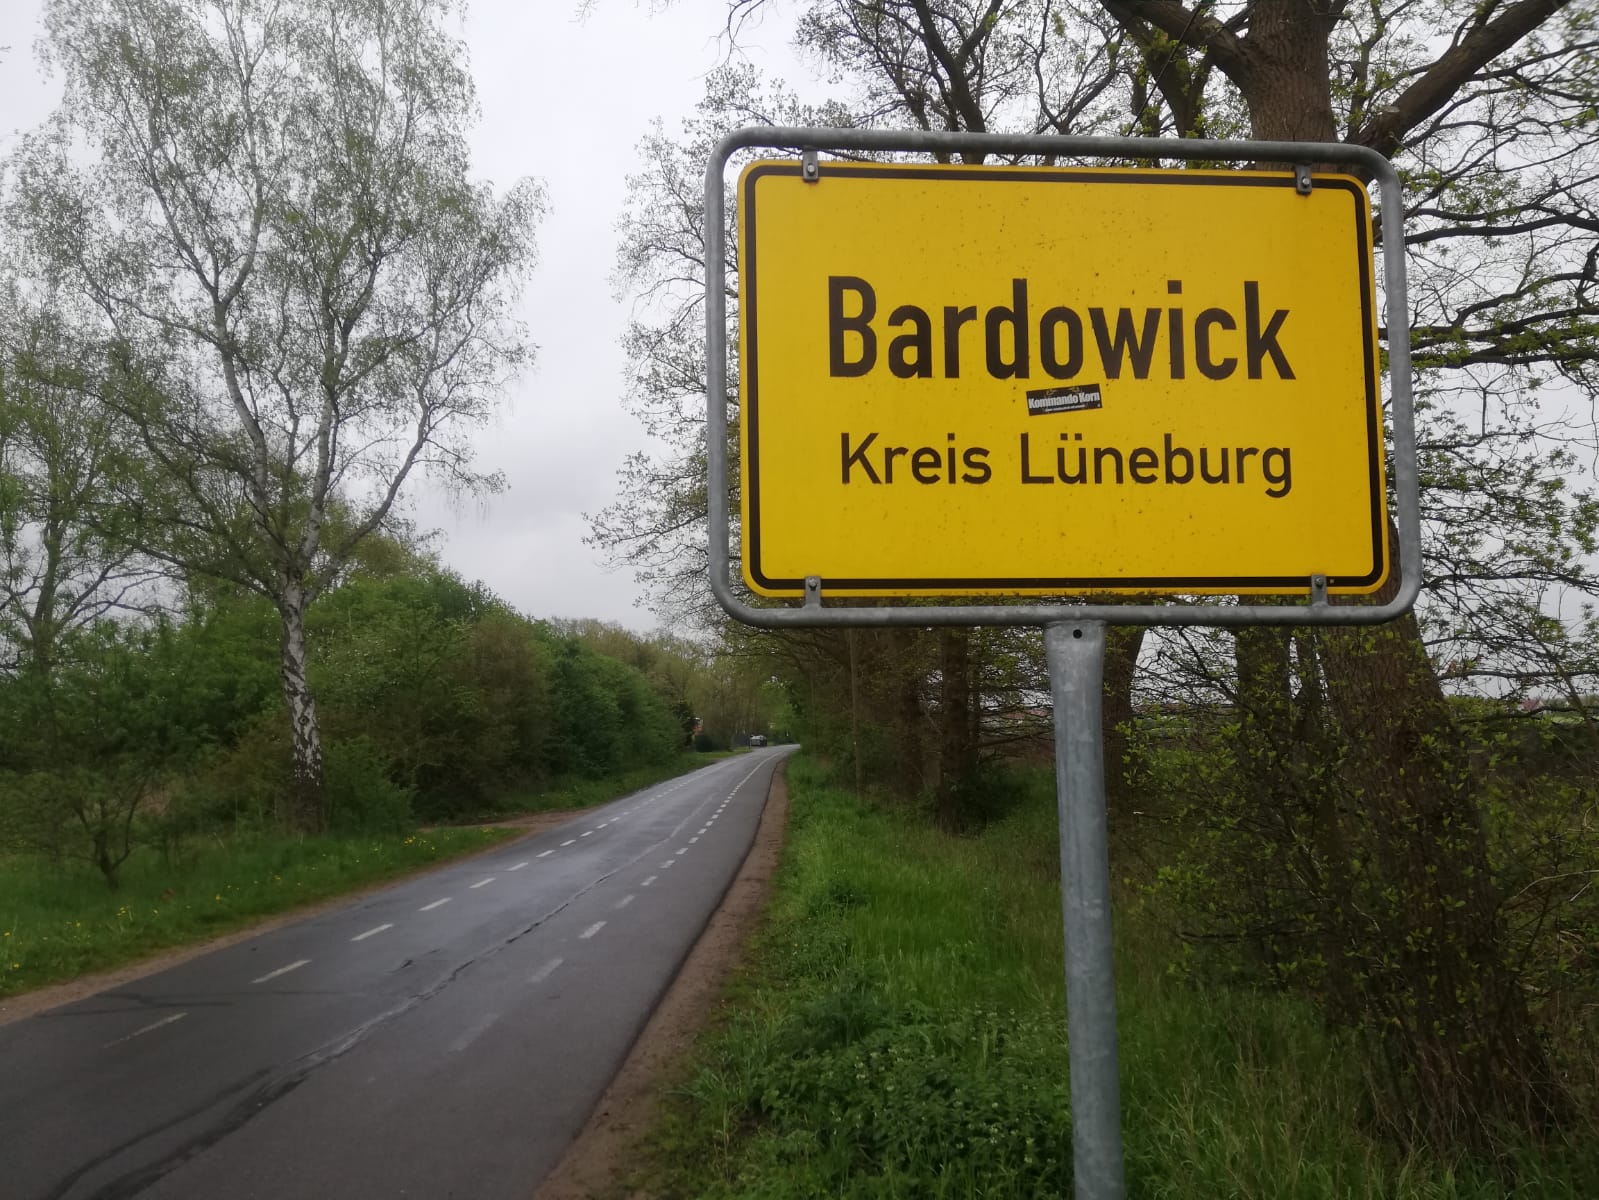 Bardowick
Kommando Korn
Kreis Lüneburg